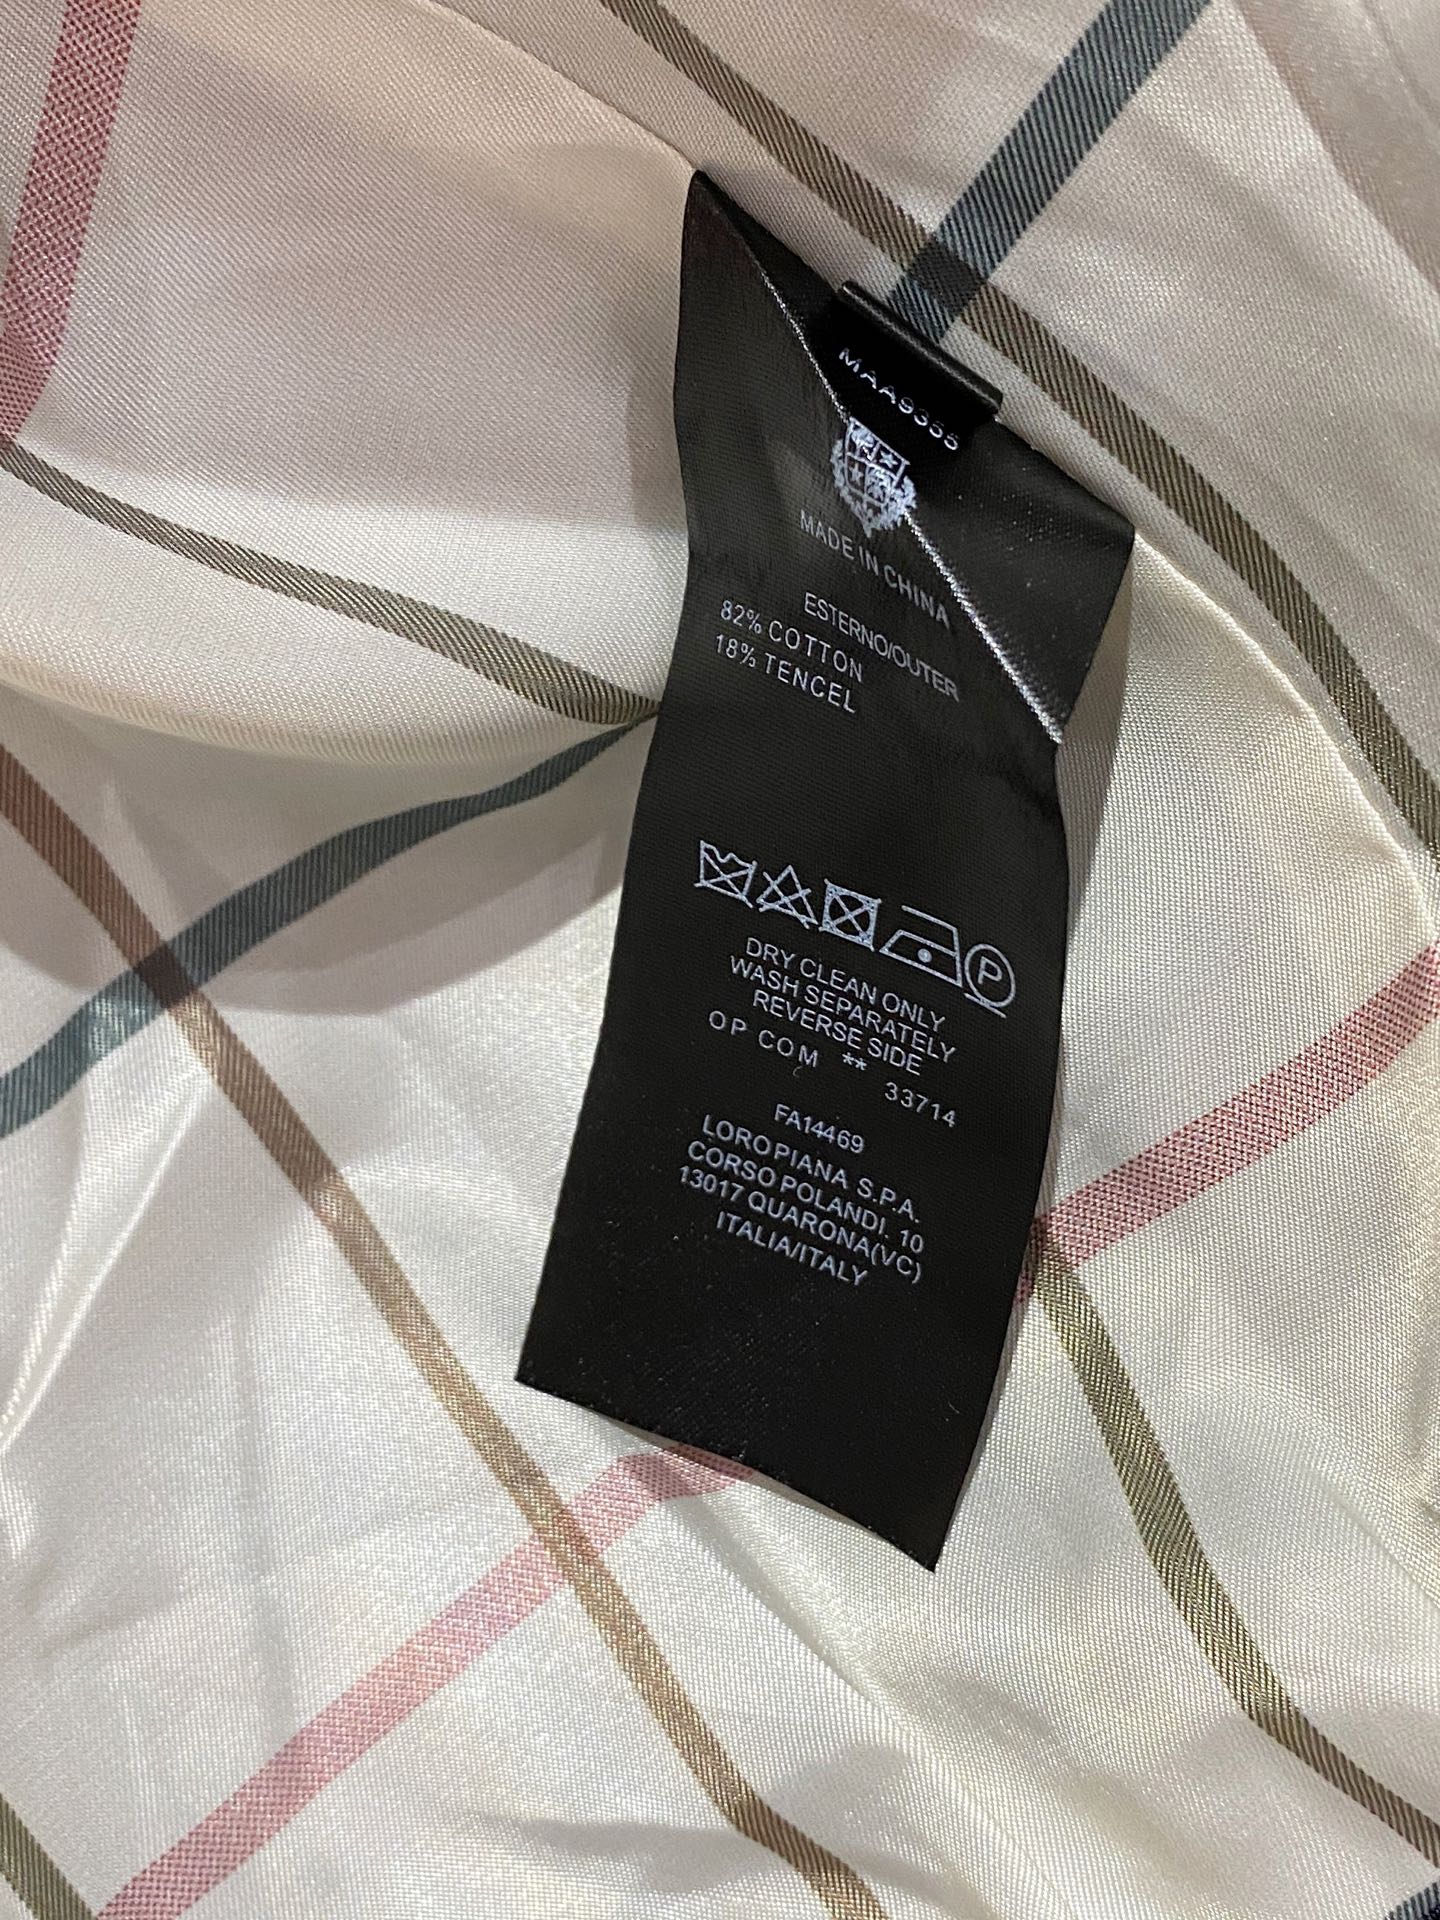 MAA9355
MADE IN CHINA
ESTERNO/OUTER
82% COTTON
18% TENCEL
P
DRY CLEAN ONLY
WASH SEPARATELY
REVERSE SIDE
OP COM ** 33714
FA14469
LOROPIANA S.P.A.
CORSO POLANDI. 10
13017 QUARONA(VC)
ITALIA/ITALY